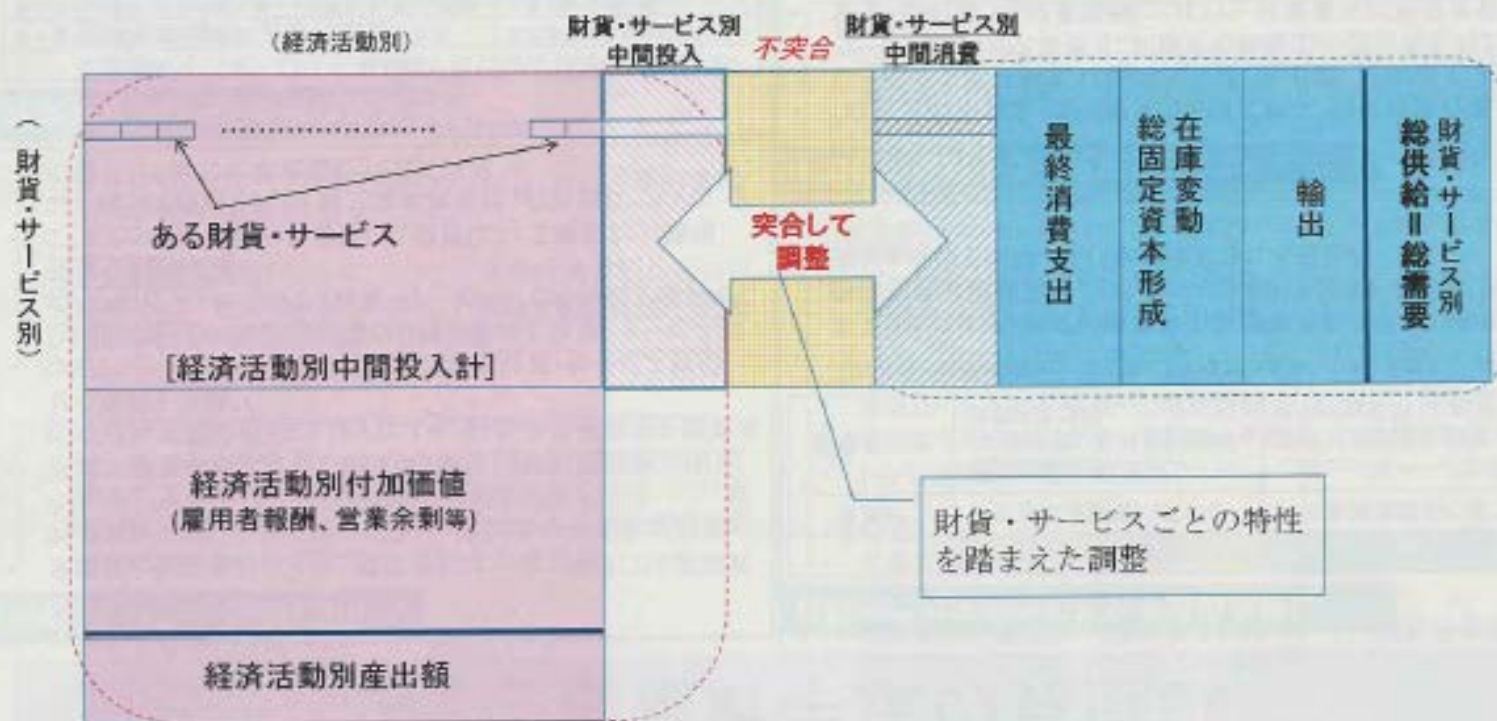 (経済活動別)
財貨・サービス別
中間投入
不突合
財貨・サービス別
中間消費
(財貨・サービス別)
ある財貨・サービス
[経済活動別中間投入計]
経済活動別付加価値
(雇用者報酬、営業余剰等)
経済活動別産出額
突合して
調整
最終消費支出
在庫変動
総固定資本形成
輸出
財貨・サービス別
総供給=総需要
財貨・サービスごとの特性
を踏まえた調整